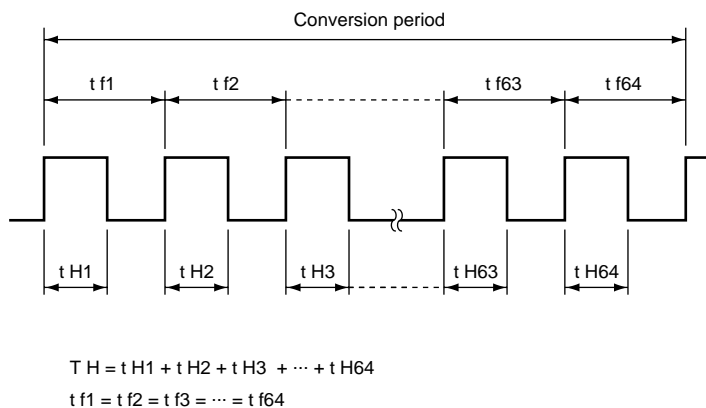 Conversion period
t f1 t f2 t f63 t f64
t H1 t H2 t H3 t H63 t H64
T H = t H1 + t H2 + t H3 + ··· + t H64
t f1 = t f2 = t f3 = ··· = t f64